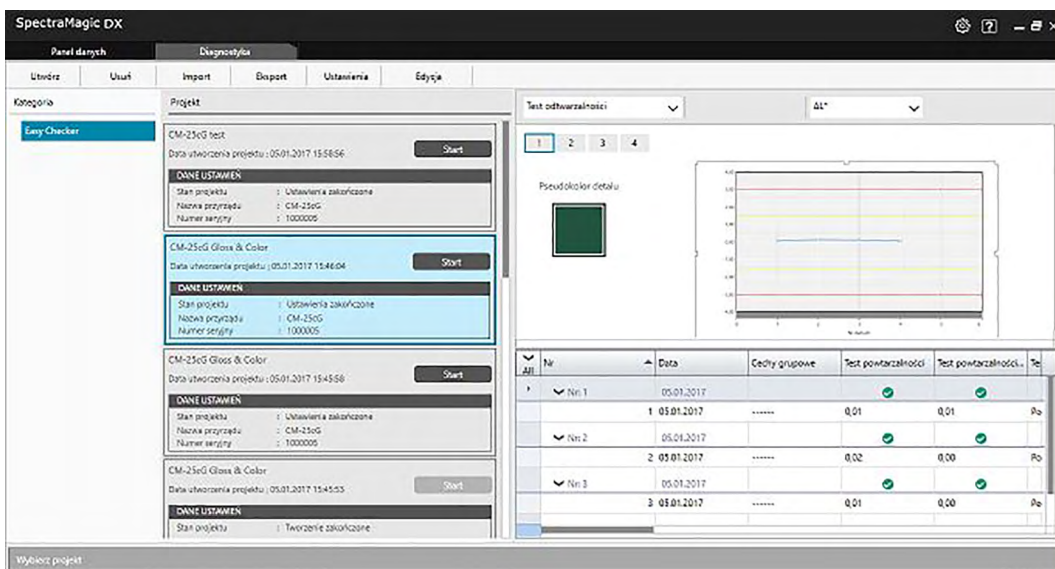 SpectraMagic DX
Panel danych Diagnostyka
Utwórz Usuń Import Eksport Ustawienia Edycja
Kategoria
Easy Checker
Projekt
CM-25cG test
Data utworzenia projektu : 05.01.2017 15:58:56 Start
DANE USTAWIEŃ
Stan projektu : Ustawienia zakończone
Nazwa przyrządu : CM-25cG
Numer seryjny : 1000005
CM-25cG Gloss & Color
Data utworzenia projektu : 05.01.2017 15:46:04 Start
DANE USTAWIEŃ
Stan projektu : Ustawienia zakończone
Nazwa przyrządu : CM-25cG
Numer seryjny : 1000005
CM-25cG Gloss & Color
Data utworzenia projektu : 05.01.2017 15:45:58 Start
DANE USTAWIEŃ
Stan projektu : Ustawienia zakończone
Nazwa przyrządu : CM-25cG
Numer seryjny : 1000005
CM-25cG Gloss & Color
Data utworzenia projektu : 05.01.2017 15:45:53 Start
DANE USTAWIEŃ
Stan projektu : Tworzenie zakończone
Test odtwarzalności ΔL*
1 2 3 4
Pseudokolor detalu
All Nr Data Cechy grupowe Test powtarzalności Test powtarzalności... Te
Nr: 1 05.01.2017
1 05.01.2017 ------ 0,01 0,01 Po
Nr: 2 05.01.2017
2 05.01.2017 ------ 0,02 0,00 Po
Nr: 3 05.01.2017
3 05.01.2017 ------ 0,01 0,00 Po
Wybierz projekt